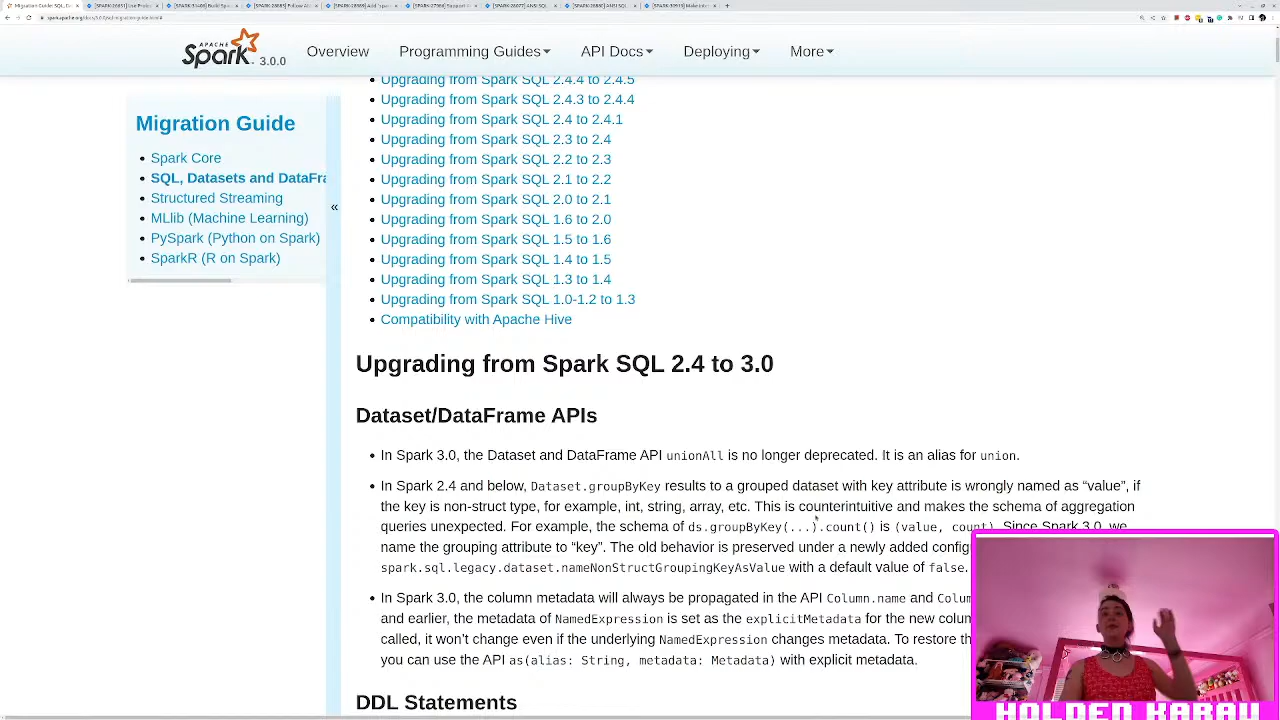 Migration Guide: SQL, D
APACHE
Spark 3.0.0
Overview
Programming Guides
API Docs
Deploying
More
Upgrading from Spark SQL 2.4.4 to 2.4.5
Upgrading from Spark SQL 2.4.3 to 2.4.4
Upgrading from Spark SQL 2.4 to 2.4.1
Upgrading from Spark SQL 2.3 to 2.4
Upgrading from Spark SQL 2.2 to 2.3
Upgrading from Spark SQL 2.1 to 2.2
Upgrading from Spark SQL 2.0 to 2.1
Upgrading from Spark SQL 1.6 to 2.0
Upgrading from Spark SQL 1.5 to 1.6
Upgrading from Spark SQL 1.4 to 1.5
Upgrading from Spark SQL 1.3 to 1.4
Upgrading from Spark SQL 1.0-1.2 to 1.3
Compatibility with Apache Hive
Migration Guide
Spark Core
SQL, Datasets and DataFra
Structured Streaming
MLlib (Machine Learning)
PySpark (Python on Spark)
SparkR (R on Spark)
«
Upgrading from Spark SQL 2.4 to 3.0
Dataset/DataFrame APIs
In Spark 3.0, the Dataset and DataFrame API unionAll is no longer deprecated. It is an alias for union.
In Spark 2.4 and below, Dataset.groupByKey results to a grouped dataset with key attribute is wrongly named as “value”, if
the key is non-struct type, for example, int, string, array, etc. This is counterintuitive and makes the schema of aggregation
queries unexpected. For example, the schema of ds.groupByKey(...).count() is (value, count). Since Spark 3.0, we
name the grouping attribute to “key”. The old behavior is preserved under a newly added config
spark.sql.legacy.dataset.nameNonStructGroupingKeyAsValue with a default value of false.
In Spark 3.0, the column metadata will always be propagated in the API Column.name and Colum
and earlier, the metadata of NamedExpression is set as the explicitMetadata for the new colum
called, it won’t change even if the underlying NamedExpression changes metadata. To restore th
you can use the API as(alias: String, metadata: Metadata) with explicit metadata.
DDL Statements
HOLDEN KARAU